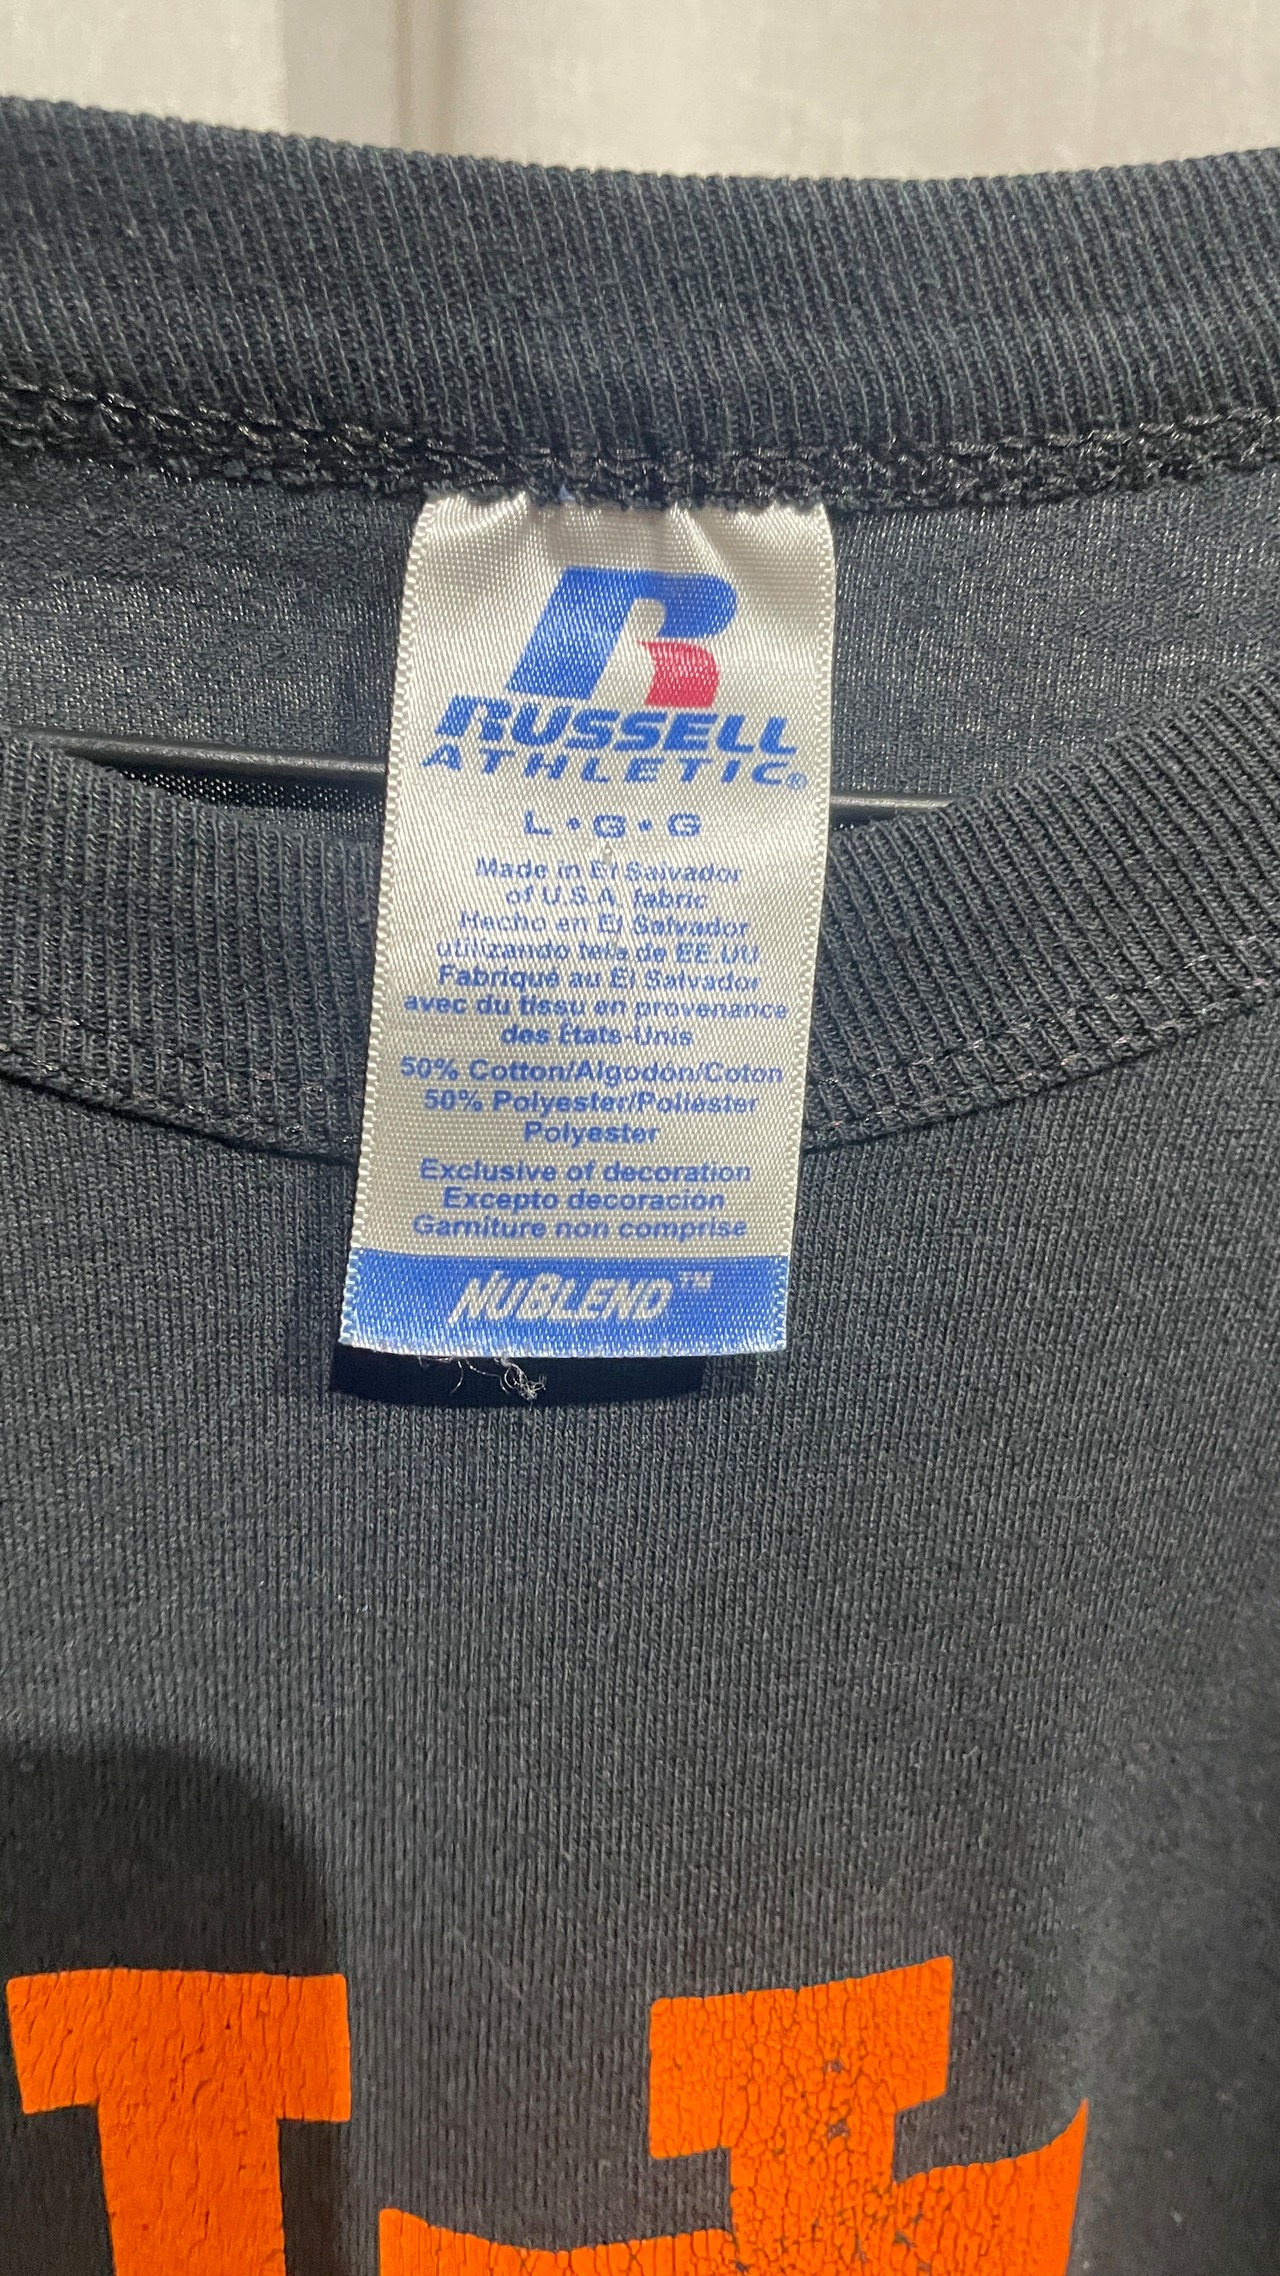 R
RUSSELL
ATHLETIC®
L•G•G
Made in El Salvador
of U.S.A. fabric
Hecho en El Salvador
utilizando tela de EE.UU
Fabriqué au El Salvador
avec du tissu en provenance
des États-Unis
50% Cotton/Algodón/Coton
50% Polyester/Poliéster
Polyester
Exclusive of decoration
Excepto decoración
Garniture non comprise
NUBLEND™